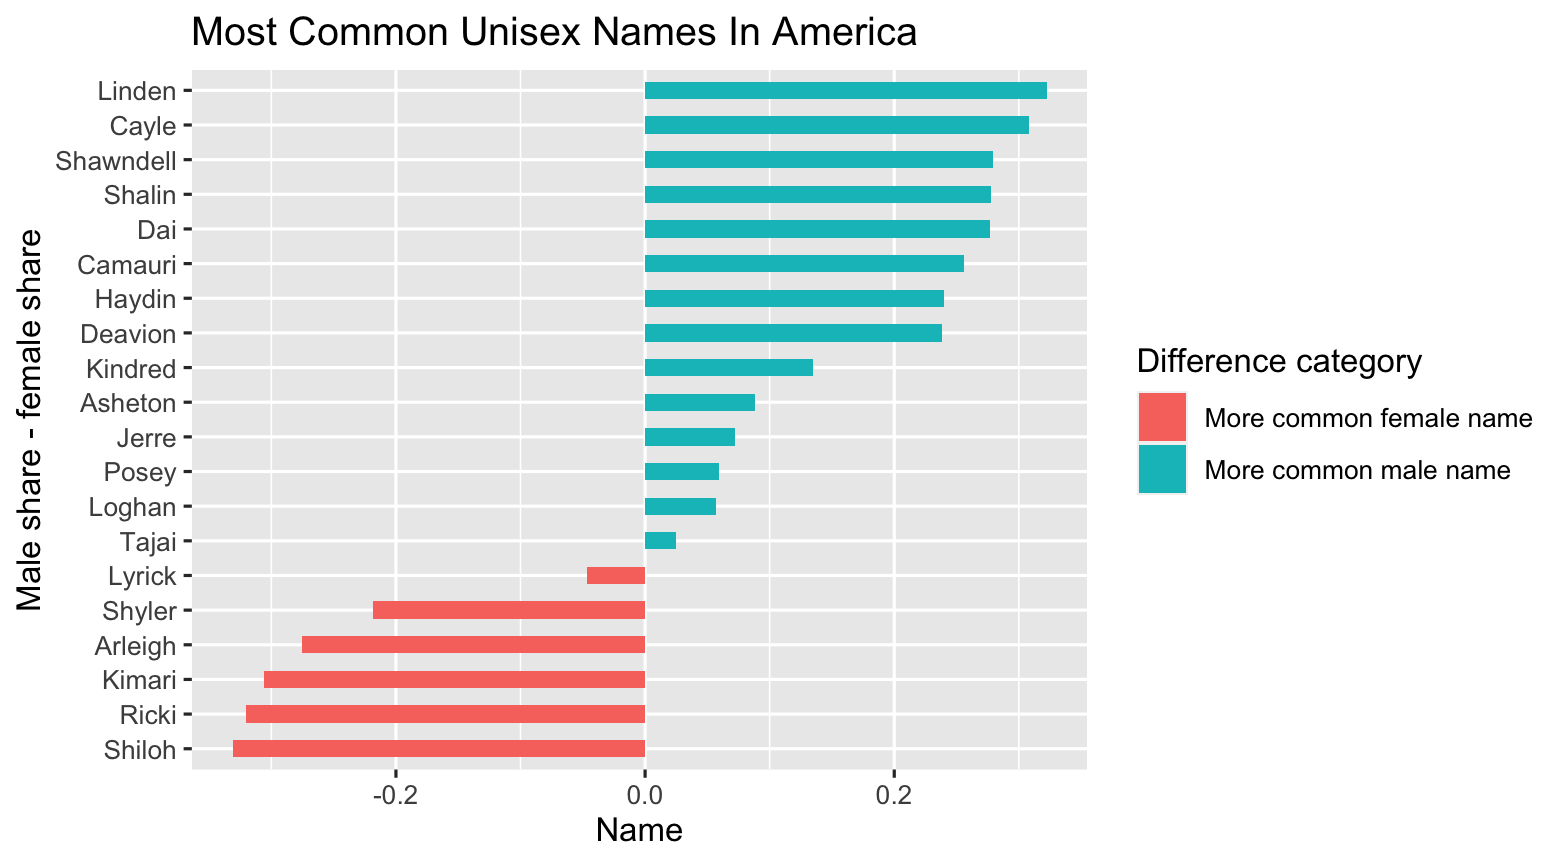 Most Common Unisex Names In America
Male share - female share
Linden
Cayle
Shawndell
Shalin
Dai
Camauri
Haydin
Deavion
Kindred
Asheton
Jerre
Posey
Loghan
Tajai
Lyrick
Shyler
Arleigh
Kimari
Ricki
Shiloh
-0.2 0.0 0.2
Name
Difference category
More common female name
More common male name